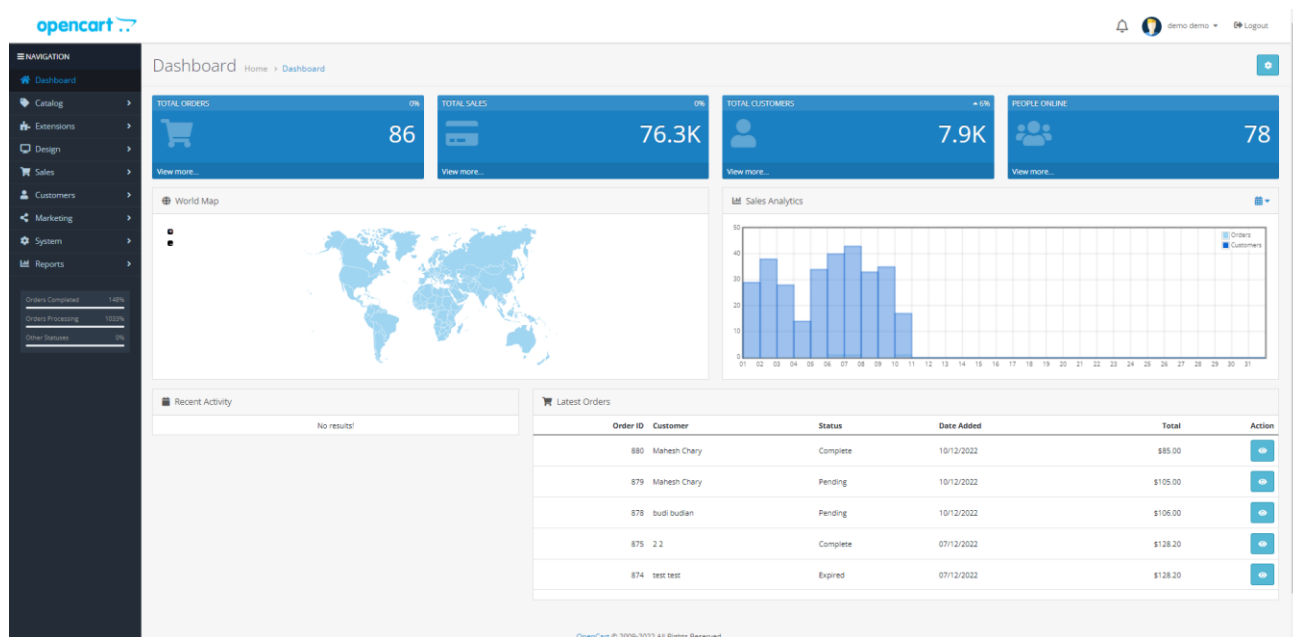 opencart
demo demo
Logout
NAVIGATION
Dashboard
Catalog
Extensions
Design
Sales
Customers
Marketing
System
Reports
Orders Completed 148%
Orders Processing 1033%
Other Statuses 0%
Dashboard Home › Dashboard
TOTAL ORDERS 0%
86
View more...
TOTAL SALES 0%
76.3K
View more...
TOTAL CUSTOMERS 6%
7.9K
View more...
PEOPLE ONLINE
78
View more...
World Map
Sales Analytics
50
40
30
20
10
0
01 02 03 04 05 06 07 08 09 10 11 12 13 14 15 16 17 18 19 20 21 22 23 24 25 26 27 28 29 30 31
Orders
Customers
Recent Activity
No results!
Latest Orders
Order ID Customer Status Date Added Total Action
880 Mahesh Chary Complete 10/12/2022 $85.00
879 Mahesh Chary Pending 10/12/2022 $105.00
878 budi budian Pending 10/12/2022 $106.00
875 2 2 Complete 07/12/2022 $128.20
874 test test Expired 07/12/2022 $128.20
OpenCart © 2009-2022 All Rights Reserved.